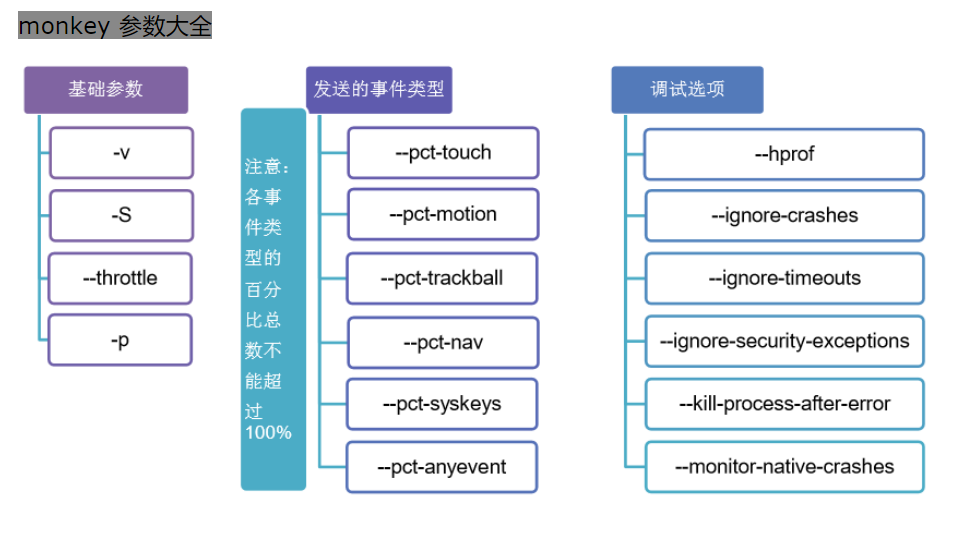 monkey 参数大全
基础参数
-v
-S
--throttle
-p
发送的事件类型
注意：
各事
件类
型的
百分
比总
数不
能超
过
100%
--pct-touch
--pct-motion
--pct-trackball
--pct-nav
--pct-syskeys
--pct-anyevent
调试选项
--hprof
--ignore-crashes
--ignore-timeouts
--ignore-security-exceptions
--kill-process-after-error
--monitor-native-crashes